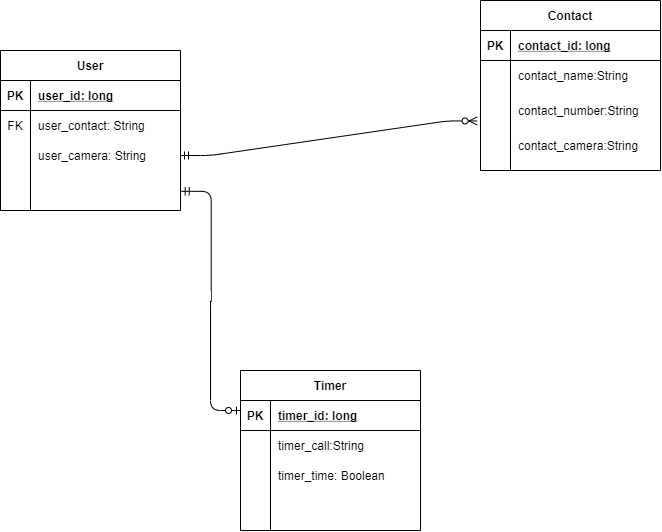 Contact
PK contact_id: long
contact_name:String
contact_number:String
contact_camera:String
User
PK user_id: long
FK user_contact: String
user_camera: String
Timer
PK timer_id: long
timer_call:String
timer_time: Boolean